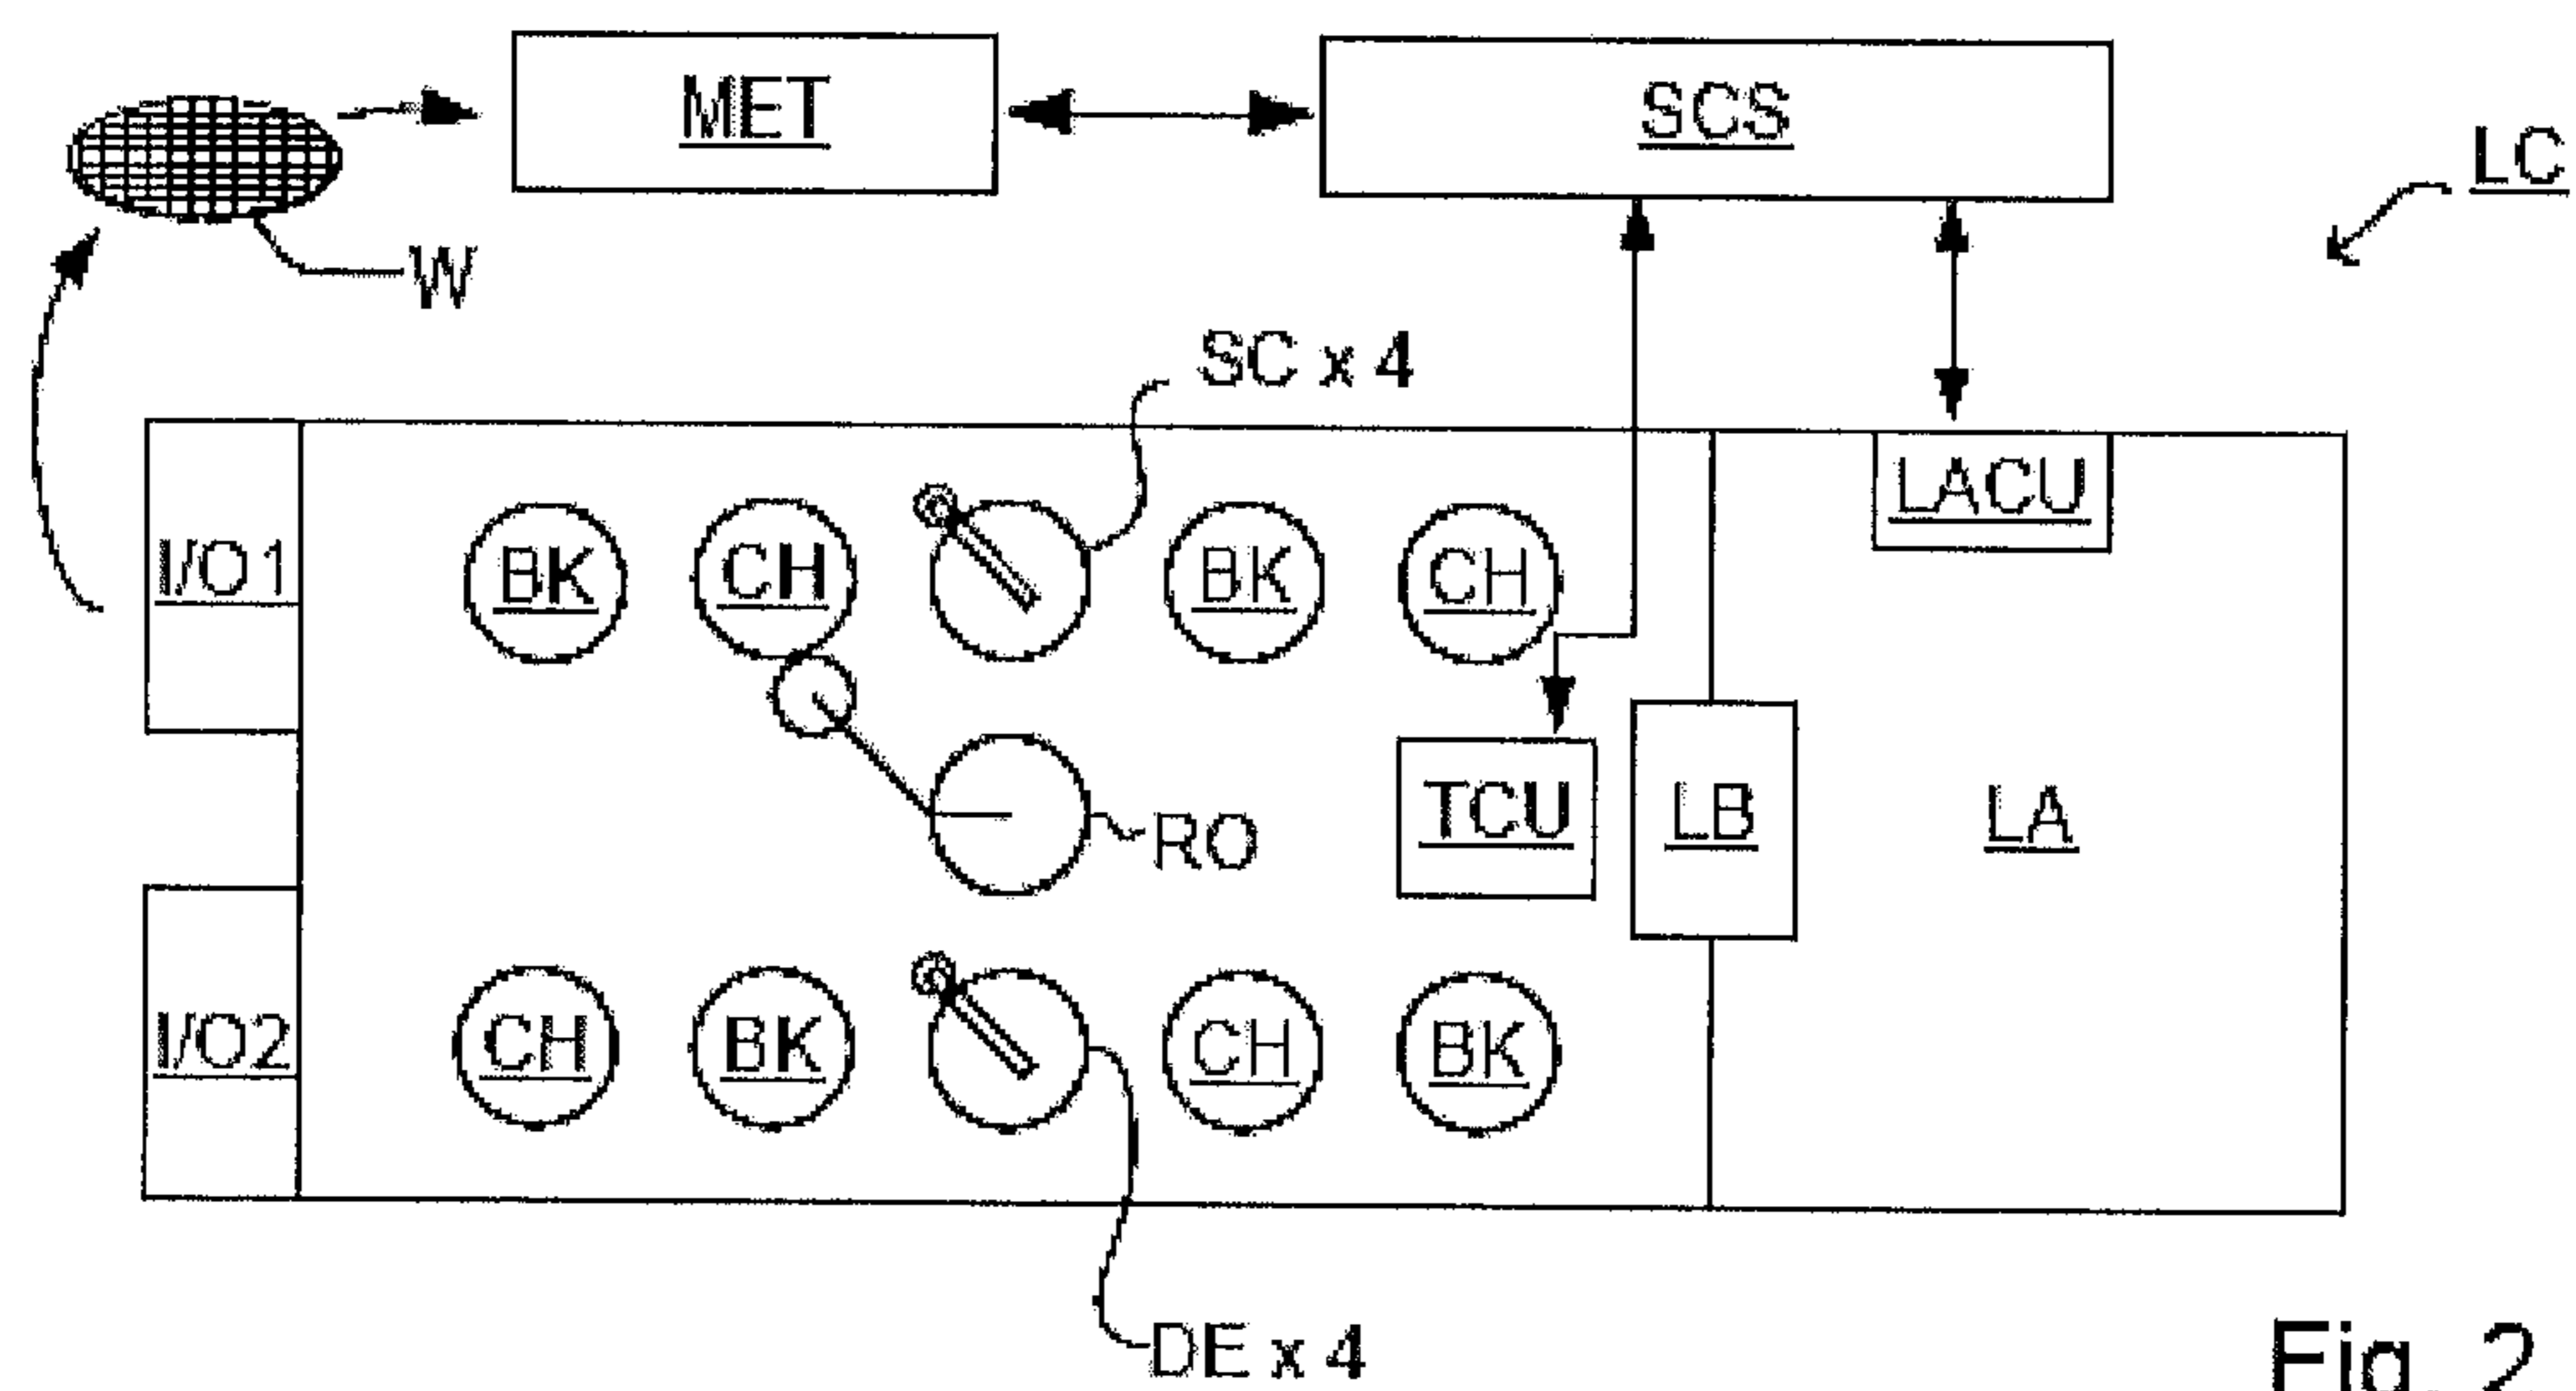 MET
SCS
LC
W
SC x 4
I/O1
BK
CH
BK
CH
LACU
RO
TCU
LB
LA
I/O2
CH
BK
CH
BK
DE x 4
Fig. 2